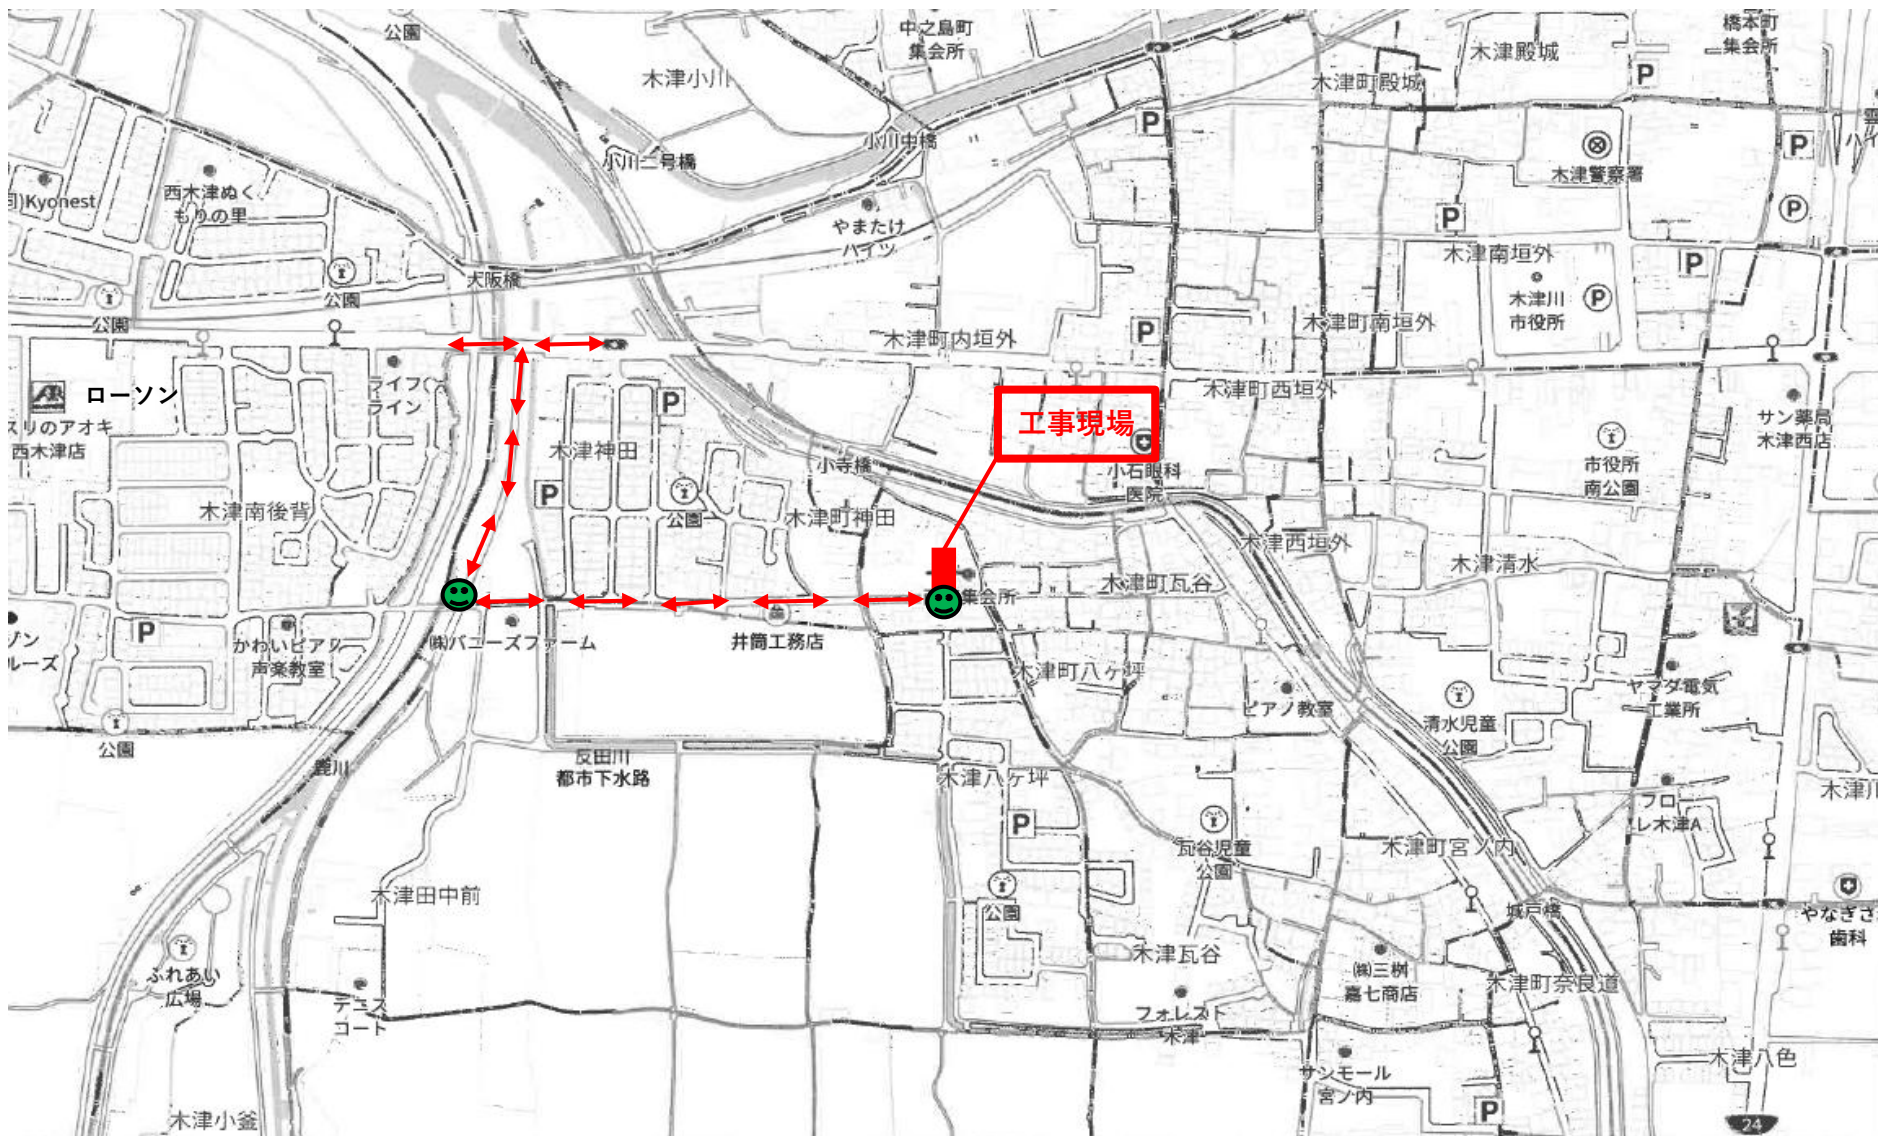 公園
中之島町
集会所
橋本町
集会所
木津殿城
木津小川
木津町殿城
P
P
小川中橋
小川二号橋
P
木津警察署
西木津ぬく
もりの里
Kyonest
P
P
やまたけ
ハイツ
木津南垣外
P
大阪橋
公園
公園
木津川
市役所
P
木津町南垣外
P
木津町内垣外
ライフ
ライン
木津町西垣外
ローソン
P
工事現場
サン薬局
木津西店
スリのアオキ
西木津店
木津神田
小寺橋
小石眼科
医院
市役所
南公園
P
木津南後背
公園
木津町神田
木津西垣外
木津清水
木津町瓦谷
集会所
P
かわいピアノ
声楽教室
㈱バニーズファーム
井筒工務店
ゾン
ルーズ
木津町八ケ坪
ヤマダ電気
工業所
ピアノ教室
清水児童
公園
公園
鹿川
反田川
都市下水路
木津八ケ坪
木津川
フロー
レ木津A
P
瓦谷児童
公園
木津町宮ノ内
木津田中前
公園
城戸橋
やなぎさ
歯科
ふれあい
広場
木津瓦谷
㈱三桝
嘉七商店
木津町奈良道
テニス
コート
フォレスト
木津
サンモール
宮ノ内
木津八色
P
木津小釜
24